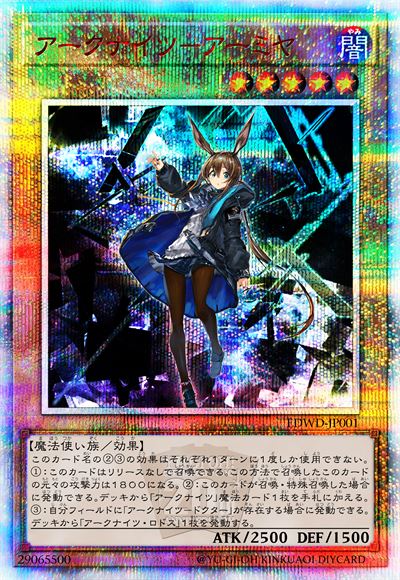 アークナイツーアーミヤ
闇
やみ
EDWD-JP001
【魔法使い族／効果】
このカード名の②③の効果はそれぞれ1ターンに1度しか使用できない。
①：このカードはリリースなしで召喚できる。この方法で召喚したこのカード
の元々の攻撃力は1800になる。②：このカードが召喚・特殊召喚した場合
に発動できる。デッキから「アークナイツ」魔法カード1枚を手札に加える。
③：自分フィールドに「アークナイツードクター」が存在する場合に発動できる。
デッキから「アークナイツ・ロドス」1枚を発動する。
ATK/2500 DEF/1500
29065500
@YU-GI-OH KINKUAOI DIYCARD